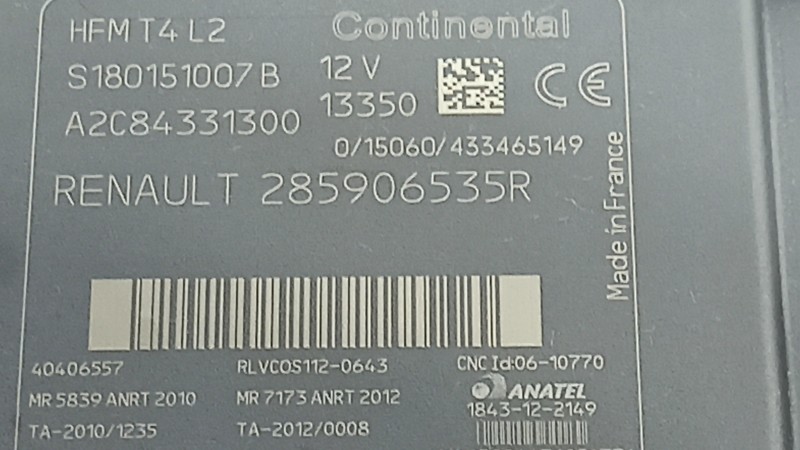 HFM T4 L2
Continental
S180151007B
12 V
A2C84331300
13350
CE
0/15060/433465149
RENAULT 285906535R
Made in France
40406557
RLVCOS112-0643
CNC Id:06-10770
MR 5839 ANRT 2010
MR 7173 ANRT 2012
ANATEL
1843-12-2149
TA-2010/1235
TA-2012/0008